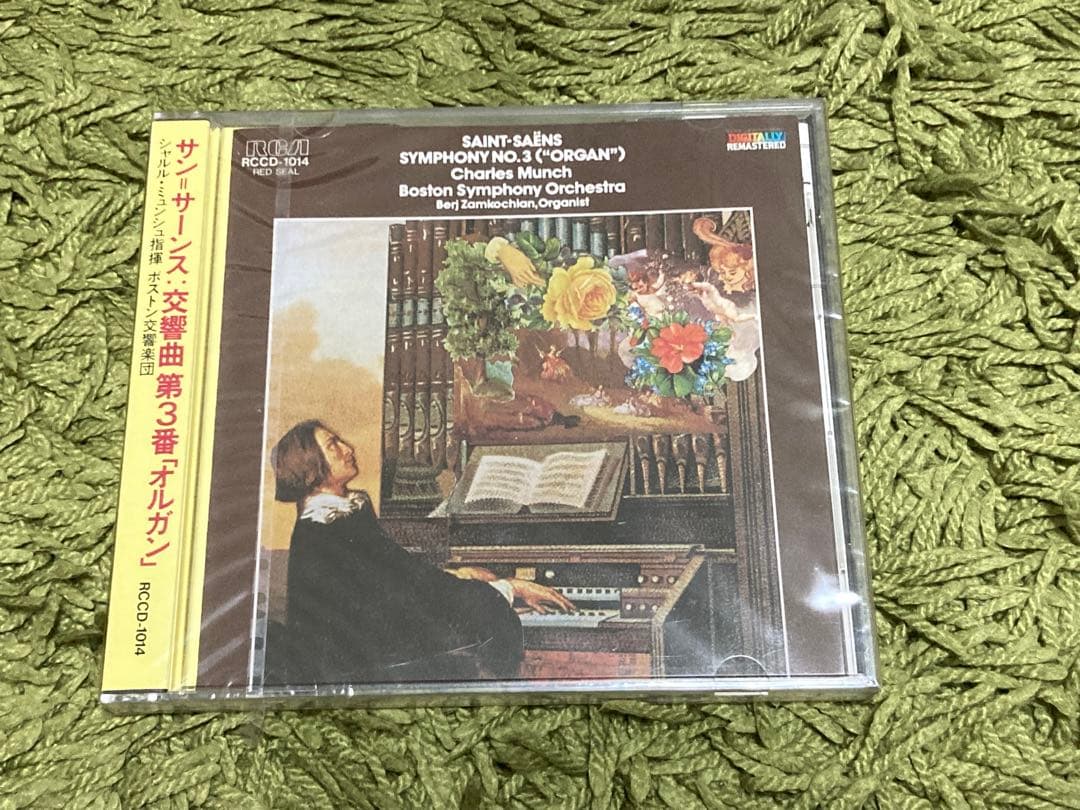 サン=サーンス:交響曲 第3番「オルガン」
シャルル・ミュンシュ指揮 ボストン交響楽団
RCCD-1014
RCA
RCCD-1014
RED SEAL
SAINT-SAËNS
SYMPHONY NO.3 (“ORGAN”)
Charles Munch
Boston Symphony Orchestra
Berj Zamkochian, Organist
DIGITALLY
REMASTERED